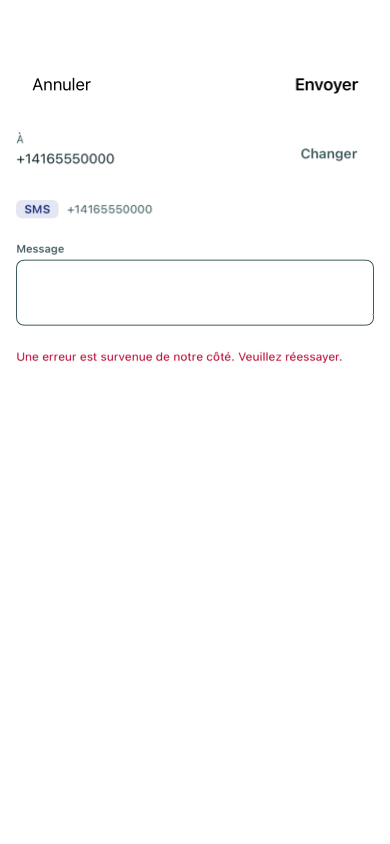 Annuler Envoyer
À
+14165550000 Changer
SMS +14165550000
Message
Une erreur est survenue de notre côté. Veuillez réessayer.